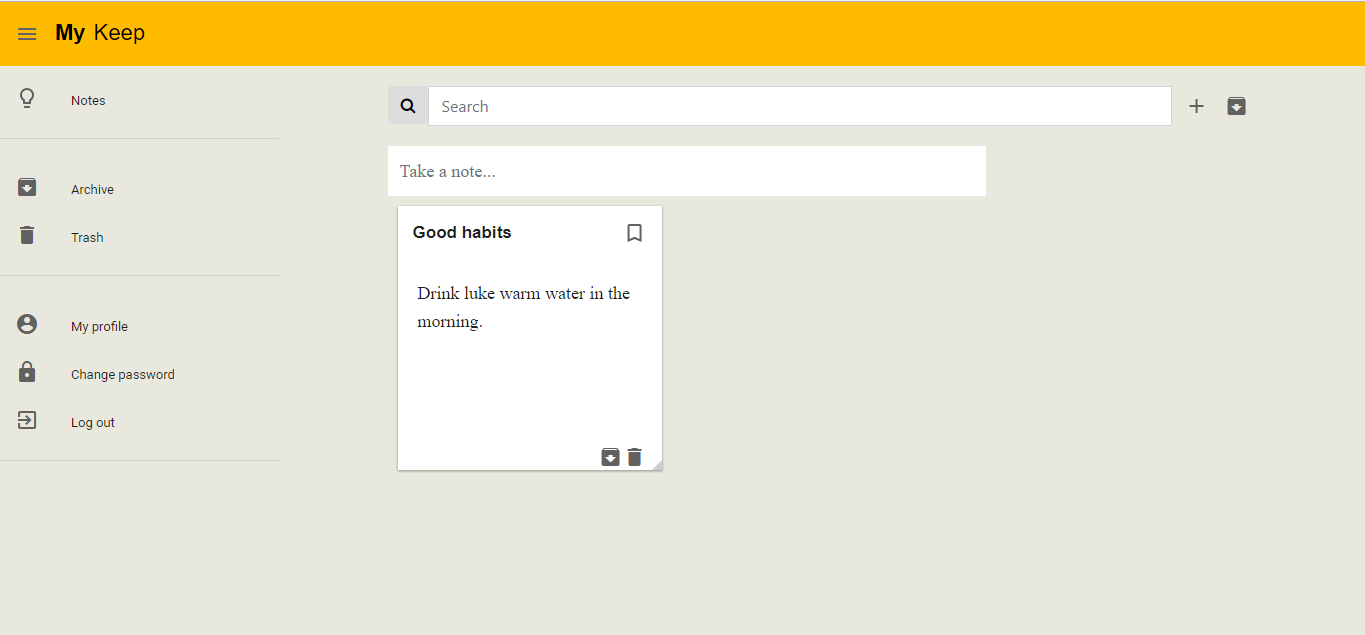 My Keep
Notes
Archive
Trash
My profile
Change password
Log out
Search
Take a note...
Good habits
Drink luke warm water in the
morning.